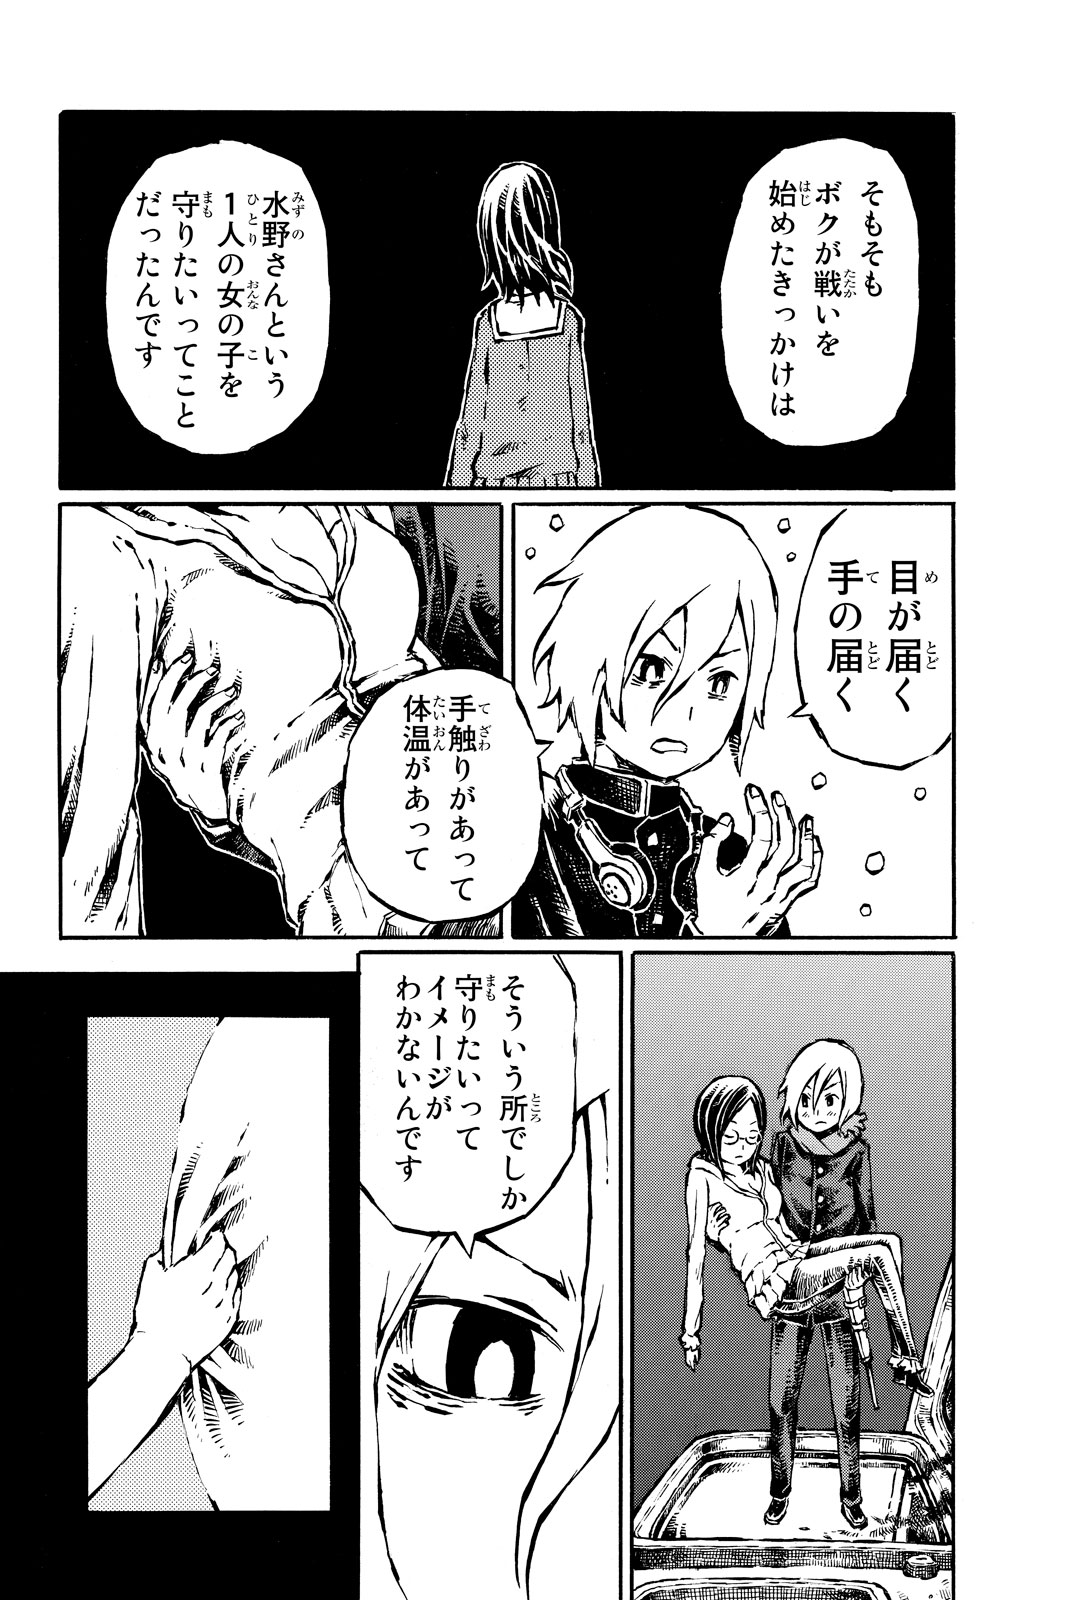 そもそも
ボクが戦いを
始めたきっかけは
水野さんという
1人の女の子を
守りたいってこと
だったんです
目が届く
手の届く
手触りがあって
体温があって
そういう所でしか
守りたいって
イメージが
わかないんです